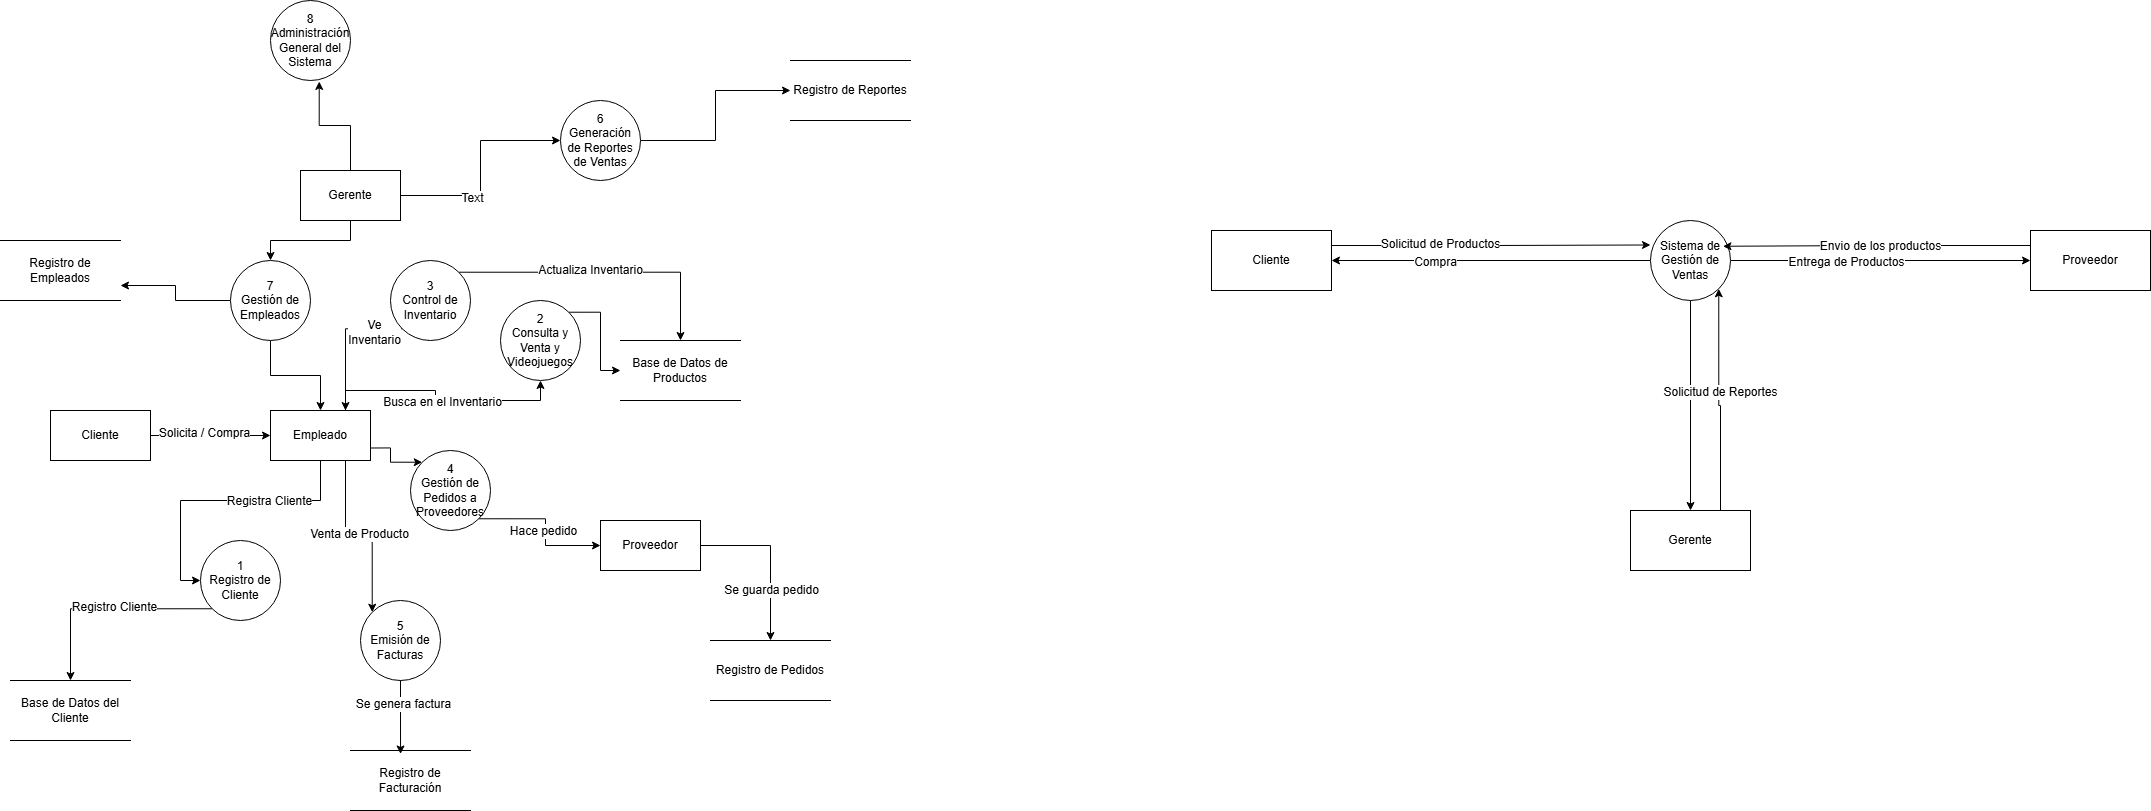 8
Administración
General del
Sistema
Registro de Reportes
6
Generación
de Reportes
de Ventas
Gerente
Text
Registro de
Empleados
7
Gestión de
Empleados
3
Control de
Inventario
Actualiza Inventario
2
Consulta y
Venta y
Videojuegos
Ve
Inventario
Base de Datos de
Productos
Busca en el Inventario
Cliente
Solicita / Compra
Empleado
4
Gestión de
Pedidos a
Proveedores
Registra Cliente
Venta de Producto
Hace pedido
Proveedor
1
Registro de
Cliente
Registro Cliente
Se guarda pedido
5
Emisión de
Facturas
Registro de Pedidos
Base de Datos del
Cliente
Se genera factura
Registro de
Facturación
Cliente
Solicitud de Productos
Compra
Sistema de
Gestión de
Ventas
Envio de los productos
Entrega de Productos
Proveedor
Solicitud de Reportes
Gerente